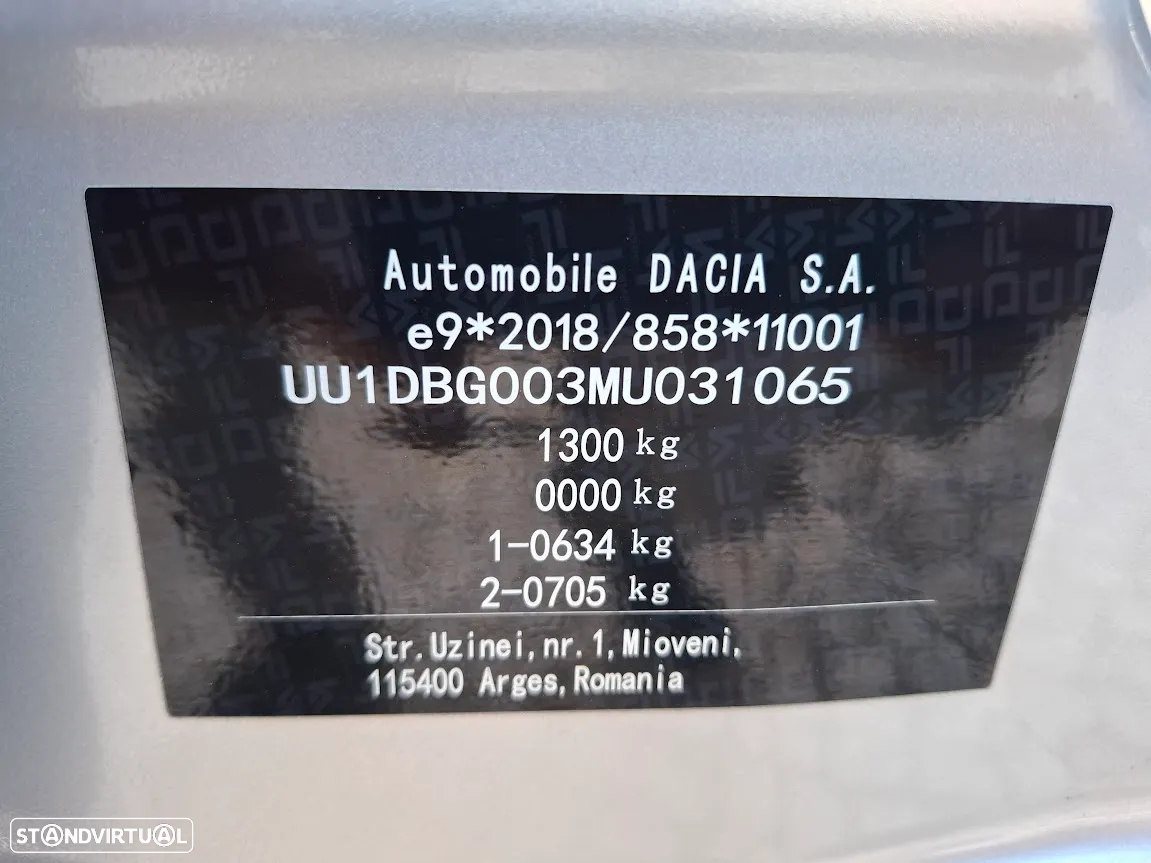 Automobile DACIA S.A.
e9*2018/858*11001
UU1DBG003MU031065
1300 kg
0000 kg
1-0634 kg
2-0705 kg
Str.Uzinei,nr.1,Mioveni,
115400 Arges,Romania
STANDVIRTUAL